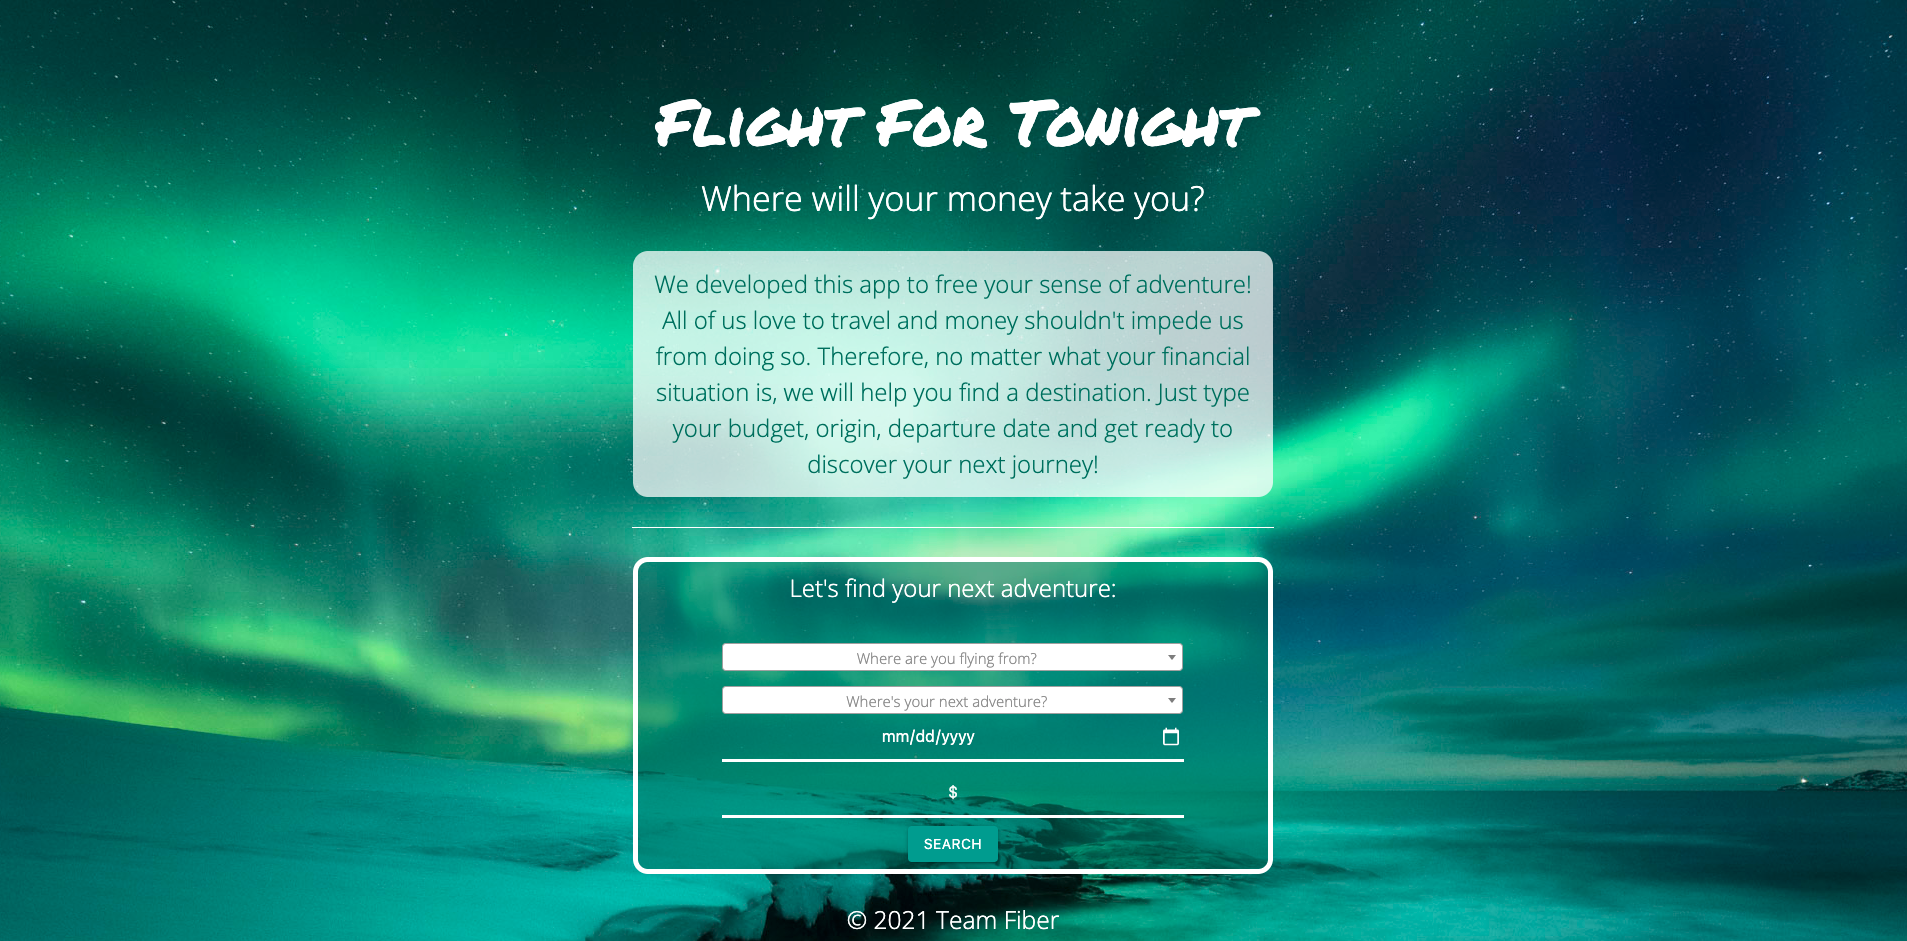 Flight For Tonight
Where will your money take you?
We developed this app to free your sense of adventure!
All of us love to travel and money shouldn't impede us
from doing so. Therefore, no matter what your financial
situation is, we will help you find a destination. Just type
your budget, origin, departure date and get ready to
discover your next journey!
Let's find your next adventure:
Where are you flying from?
Where's your next adventure?
mm/dd/yyyy
$
SEARCH
© 2021 Team Fiber